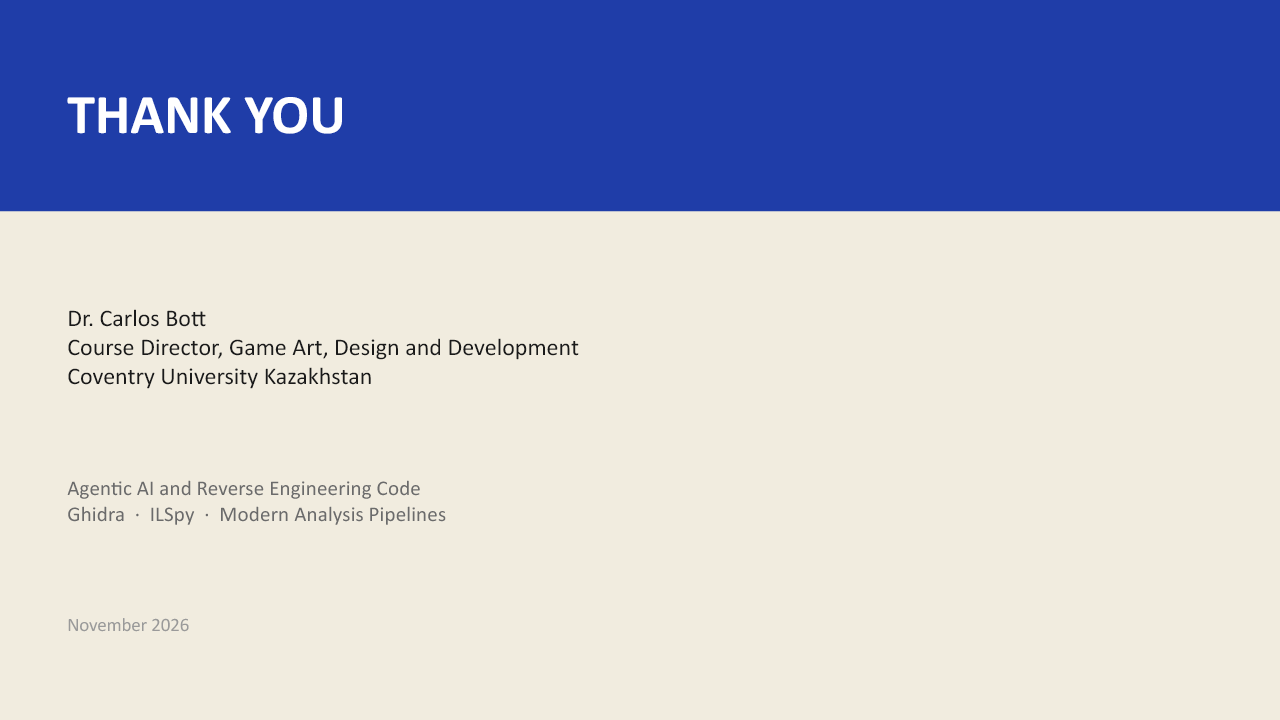 THANK YOU
Dr. Carlos Bott
Course Director, Game Art, Design and Development
Coventry University Kazakhstan
Agentic AI and Reverse Engineering Code
Ghidra · ILSpy · Modern Analysis Pipelines
November 2026